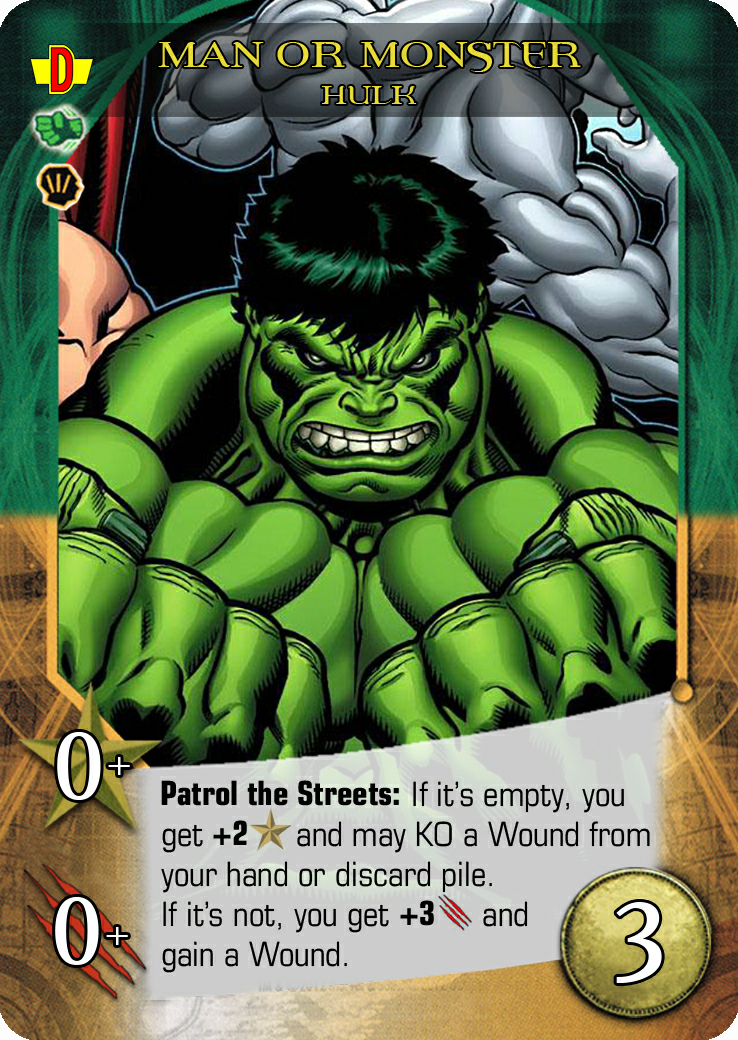 D
MAN OR MONSTER
HULK
0+
Patrol the Streets: If it's empty, you
get +2 and may KO a Wound from
your hand or discard pile.
If it's not, you get +3 and
gain a Wound.
0+
3